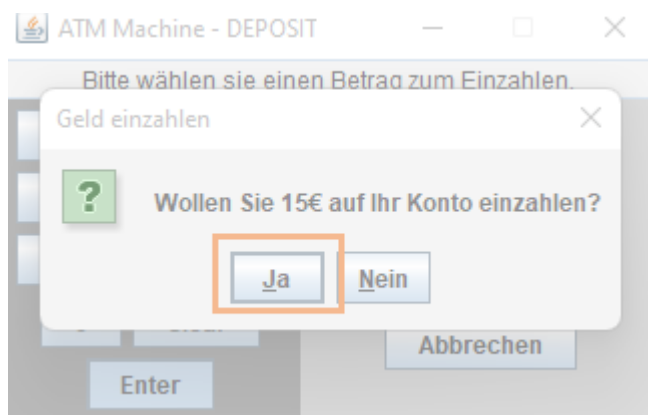 ATM Machine - DEPOSIT
Bitte wählen sie einen Betrag zum Einzahlen.
Geld einzahlen
Wollen Sie 15€ auf Ihr Konto einzahlen?
Ja Nein
Abbrechen
Enter